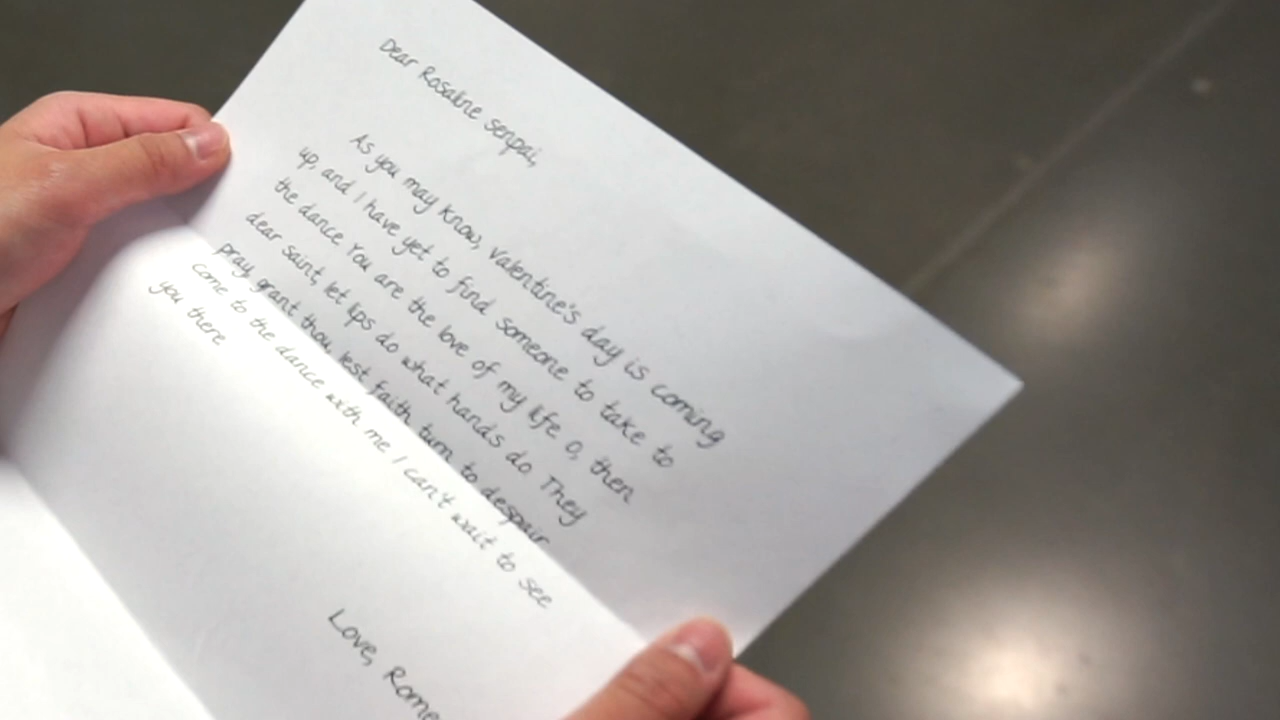 Dear Rosaline senpai,
As you may know, Valentine's day is coming
up, and I have yet to find someone to take to
the dance You are the love of my life O, then
dear saint, let lips do what hands do. They
pray, grant thou, lest faith turn to despair
come to the dance with me I can't wait to see
you there
Love, Rome